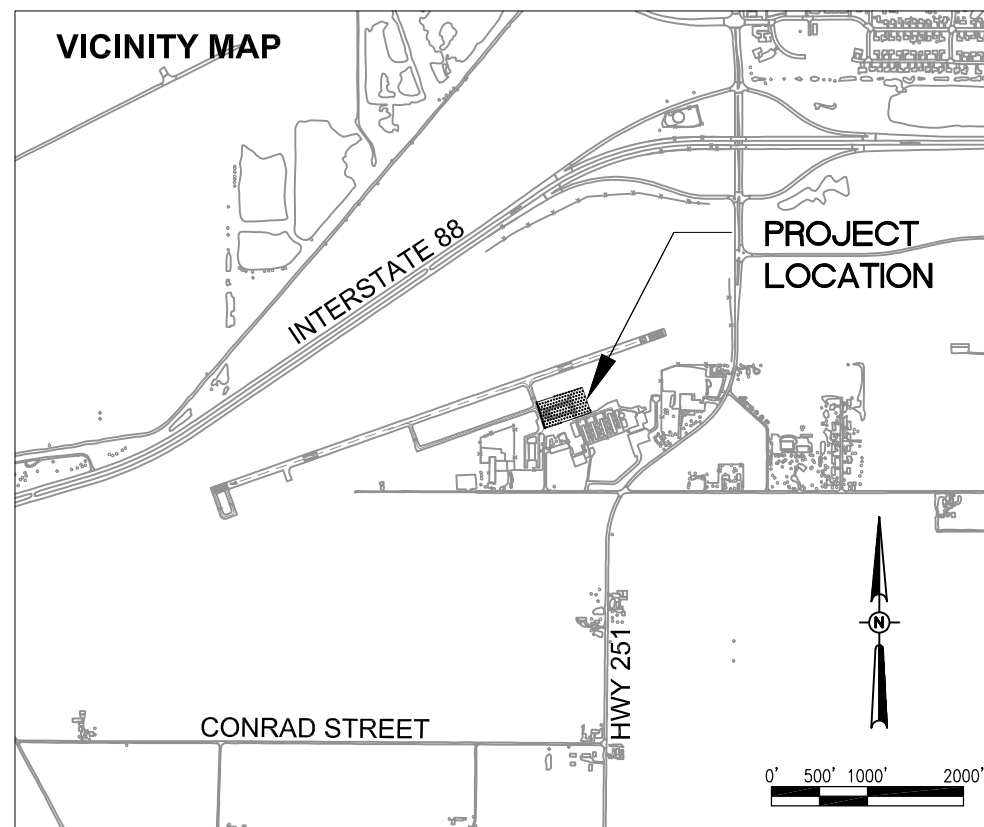 VICINITY MAP
INTERSTATE 88
PROJECT
LOCATION
N
HWY 251
CONRAD STREET
0' 500' 1000' 2000'